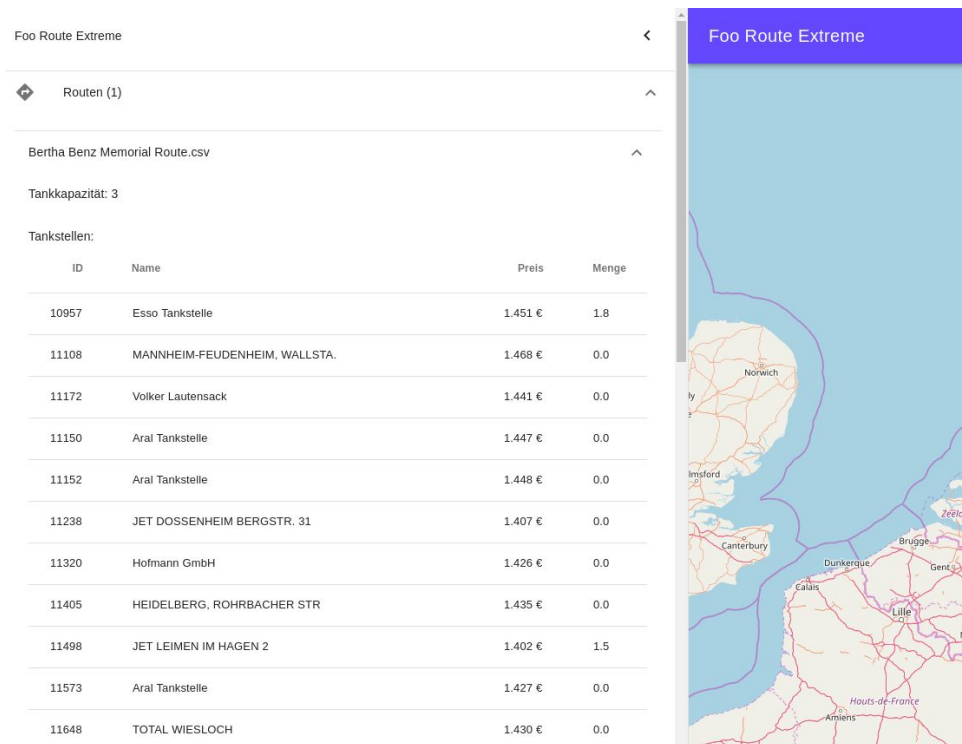 Foo Route Extreme
Foo Route Extreme
Routen (1)
Bertha Benz Memorial Route.csv
Tankkapazität: 3
Tankstellen:
ID Name Preis Menge
10957 Esso Tankstelle 1.451 € 1.8
11108 MANNHEIM-FEUDENHEIM, WALLSTA. 1.468 € 0.0
11172 Volker Lautensack 1.441 € 0.0
11150 Aral Tankstelle 1.447 € 0.0
11152 Aral Tankstelle 1.448 € 0.0
11238 JET DOSSENHEIM BERGSTR. 31 1.407 € 0.0
11320 Hofmann GmbH 1.426 € 0.0
11405 HEIDELBERG, ROHRBACHER STR 1.435 € 0.0
11498 JET LEIMEN IM HAGEN 2 1.402 € 1.5
11573 Aral Tankstelle 1.427 € 0.0
11648 TOTAL WIESLOCH 1.430 € 0.0
Norwich
lmsford
Canterbury
Zeela
Brugge
Dunkerque
Gent
Calais
Lille
Hauts-de-France
Amiens